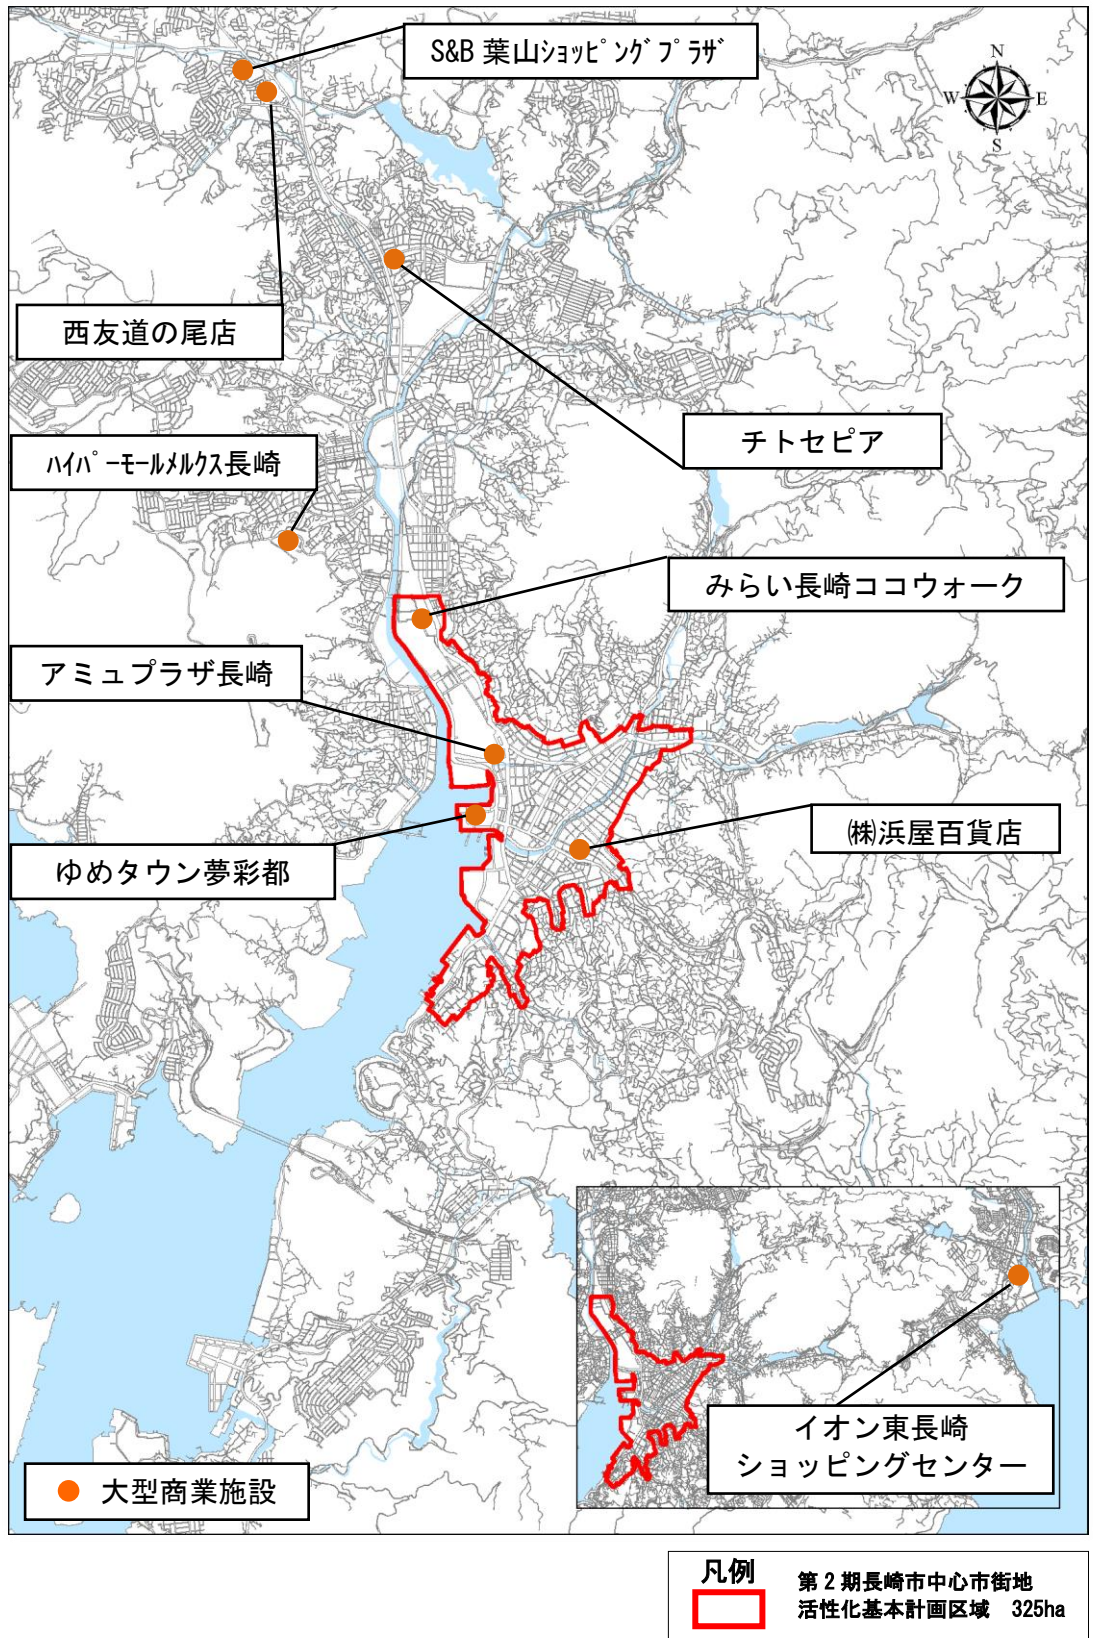 S&B 葉山ショッピングプラザ
N
W
E
S
西友道の尾店
チトセピア
ハイパーモールメルクス長崎
みらい長崎ココウォーク
アミュプラザ長崎
㈱浜屋百貨店
ゆめタウン夢彩都
イオン東長崎
ショッピングセンター
大型商業施設
凡例
第2期長崎市中心市街地
活性化基本計画区域 325ha